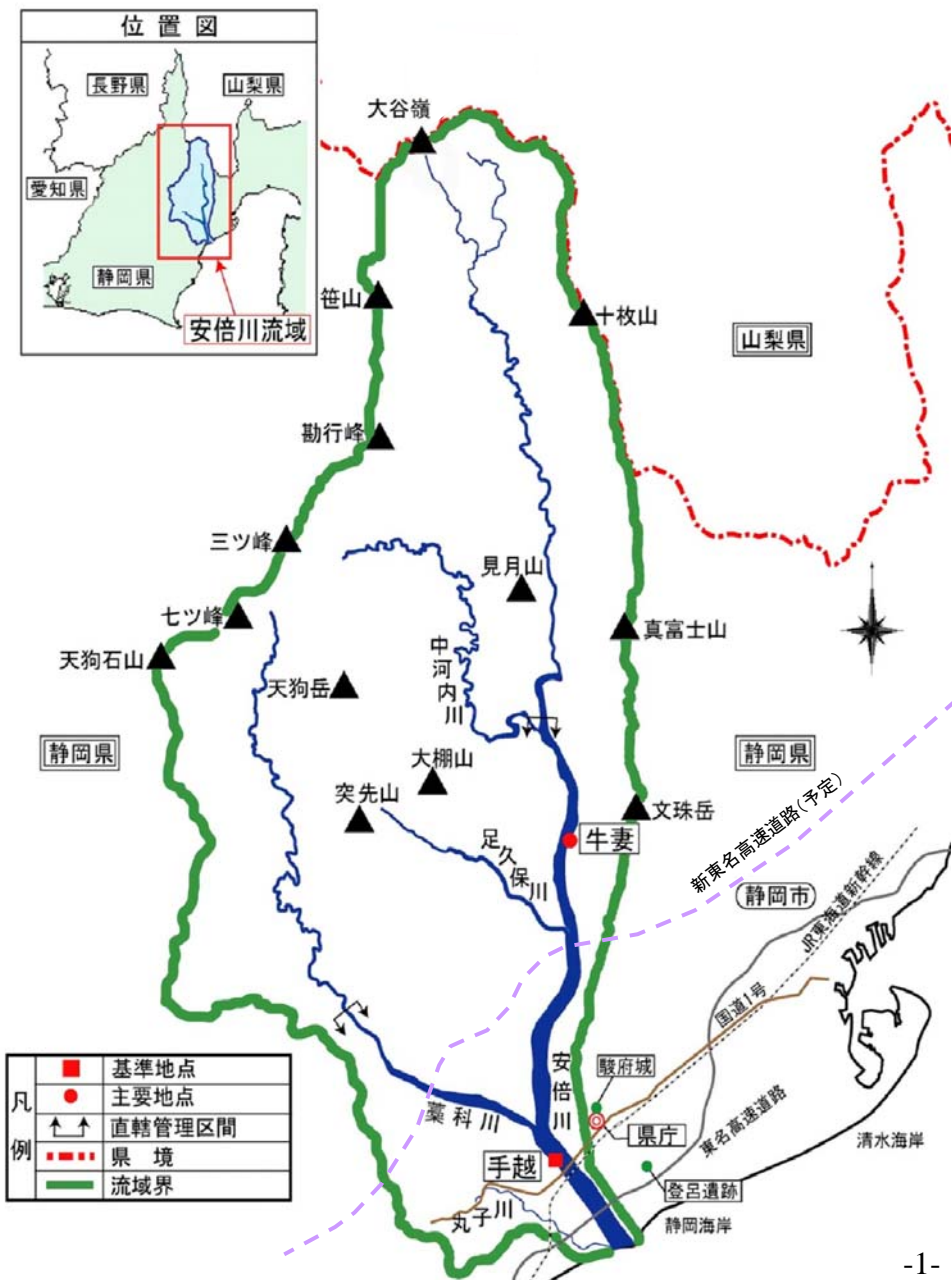 位置図
長野県
山梨県
愛知県
静岡県
安倍川流域
大谷嶺
笹山
十枚山
山梨県
勘行峰
三ツ峰
見月山
七ツ峰
真富士山
天狗石山
中河内川
天狗岳
静岡県
静岡県
大棚山
突先山
文珠岳
新東名高速道路(予定)
牛妻
足久保川
静岡市
JR東海道新幹線
国道1号
駿府城
安倍川
県庁
東名高速道路
清水海岸
藁科川
手越
登呂遺跡
丸子川
静岡海岸
凡例
基準地点
主要地点
直轄管理区間
県境
流域界
-1-